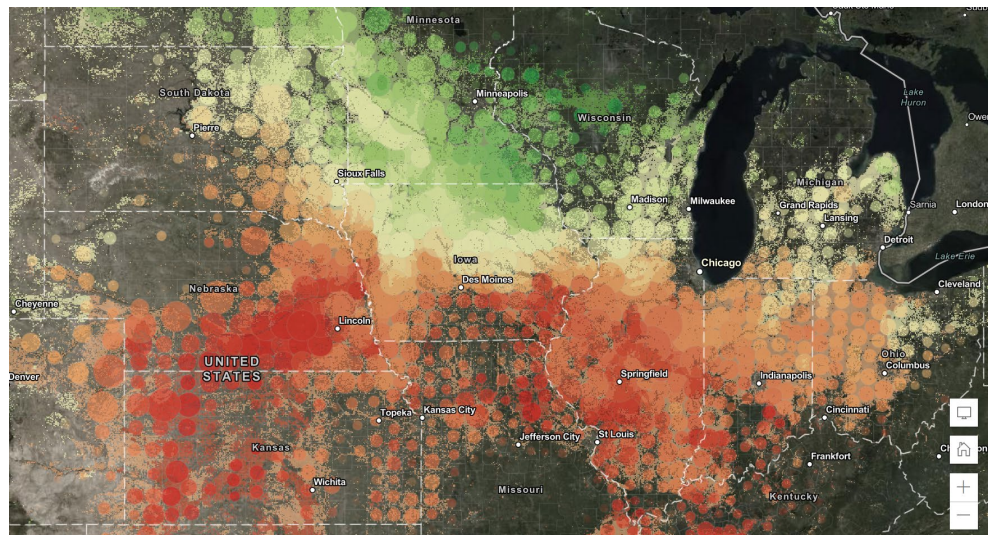 Minnesota
Minneapolis
South Dakota
Wisconsin
Lake
Huron
Pierre
Sioux Falls
Michigan
Madison
Milwaukee
Grand Rapids
Lansing
Sarnia
London
Detroit
Iowa
Chicago
Lake Erie
Des Moines
Nebraska
Cleveland
Cheyenne
Lincoln
Ohio
UNITED
STATES
Denver
Springfield
Indianapolis
Columbus
Topeka
Kansas City
Cincinnati
Jefferson City
St Louis
Kansas
Frankfort
Wichita
Missouri
Kentucky